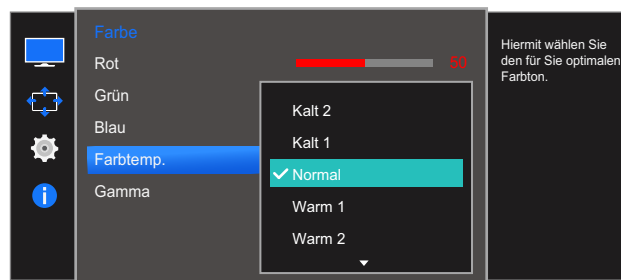 Farbe
Rot
50
Grün
Blau
Farbtemp.
Gamma
Kalt 2
Kalt 1
Normal
Warm 1
Warm 2
Hiermit wählen Sie
den für Sie optimalen
Farbton.